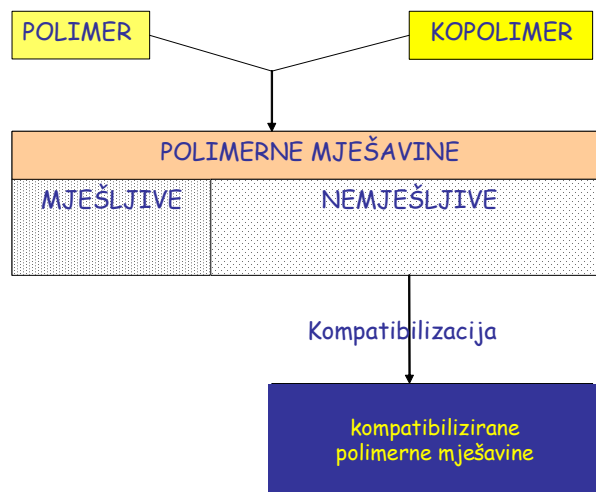 POLIMER
KOPOLIMER
POLIMERNE MJEŠAVINE
MJEŠLJIVE
NEMJEŠLJIVE
Kompatibilizacija
kompatibilizirane
polimerne mješavine